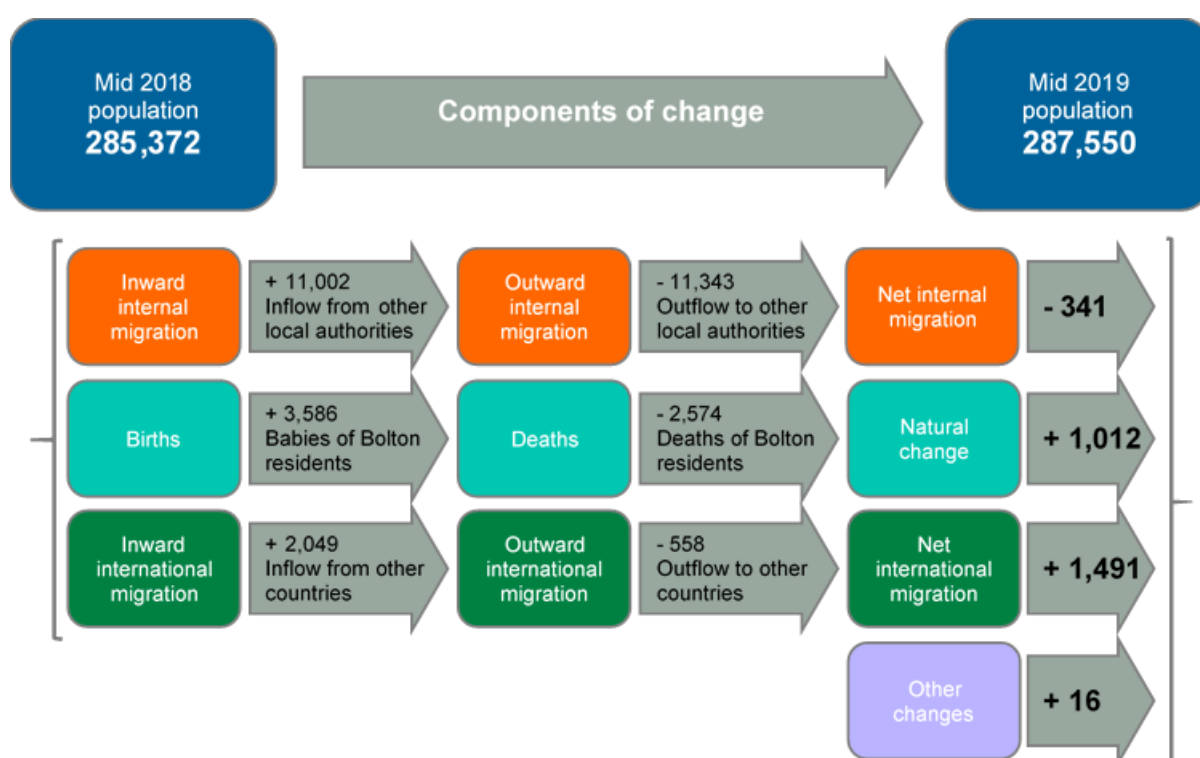 Mid 2018
population
285,372
Components of change
Mid 2019
population
287,550
Inward
internal
migration
+ 11,002
Inflow from other
local authorities
Outward
internal
migration
- 11,343
Outflow to other
local authorities
Net internal
migration
- 341
Births
+ 3,586
Babies of Bolton
residents
Deaths
- 2,574
Deaths of Bolton
residents
Natural
change
+ 1,012
Inward
international
migration
+ 2,049
Inflow from other
countries
Outward
international
migration
- 558
Outflow to other
countries
Net
international
migration
+ 1,491
Other
changes
+ 16